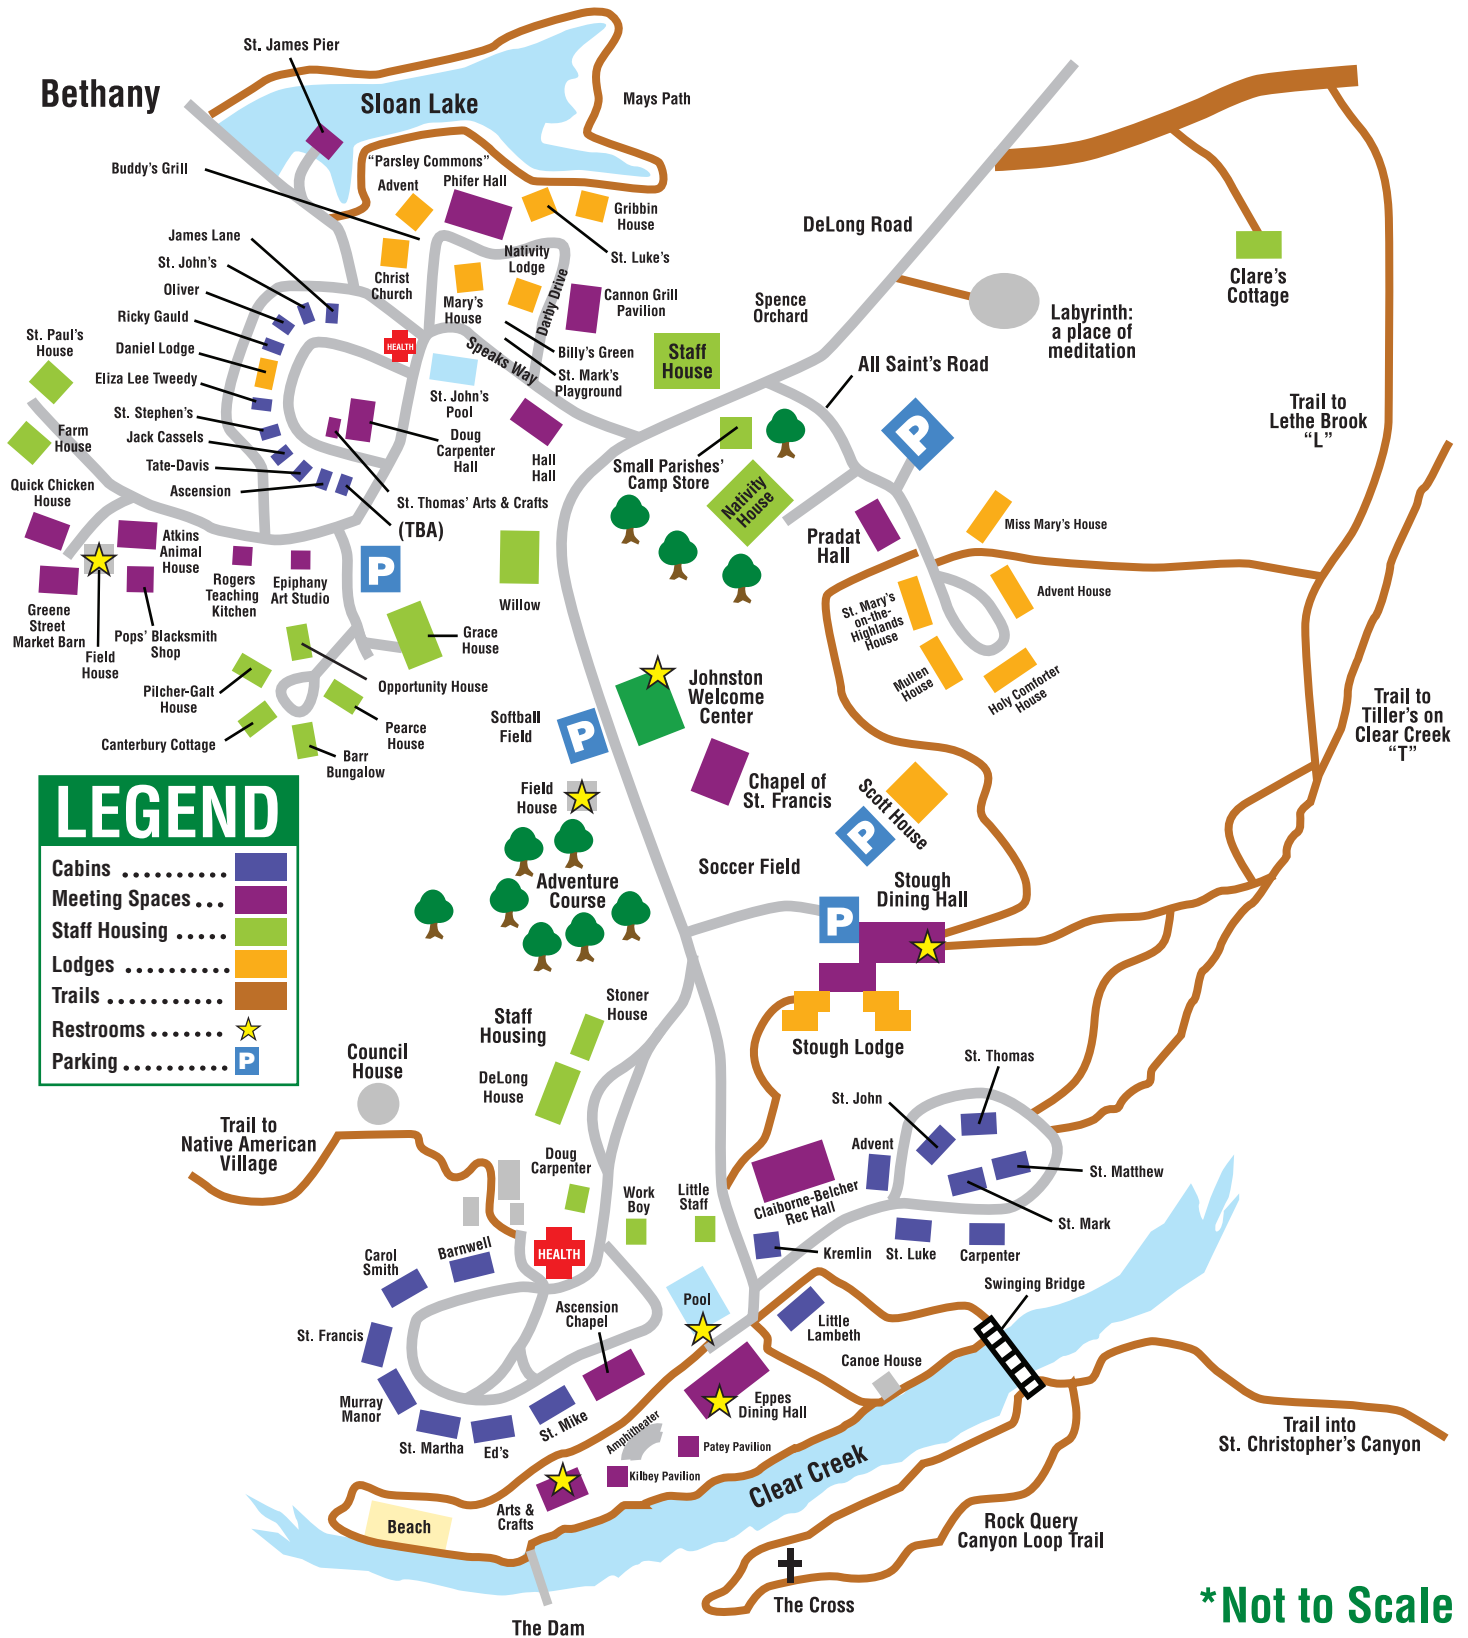 St. James Pier
Bethany
Sloan Lake
Mays Path
Buddy's Grill
"Parsley Commons"
Advent
Phifer Hall
Gribbin
House
St. Luke's
James Lane
St. John's
Oliver
Ricky Gauld
Daniel Lodge
Eliza Lee Tweedy
St. Stephen's
Jack Cassels
Tate-Davis
Ascension
Christ
Church
Mary's
House
Nativity
Lodge
Darby Drive
Cannon Grill
Pavilion
Billy's Green
St. Mark's
Playground
Speaks Way
HEALTH
St. John's
Pool
Doug
Carpenter
Hall
Hall
Hall
St. Thomas' Arts & Crafts
(TBA)
St. Paul's
House
Farm
House
Quick Chicken
House
Atkins
Animal
House
Greene
Street
Market Barn
Field
House
Pops' Blacksmith
Shop
Rogers
Teaching
Kitchen
Epiphany
Art Studio
P
Willow
Grace
House
Opportunity House
Pilcher-Galt
House
Canterbury Cottage
Barr
Bungalow
Pearce
House
DeLong Road
Spence
Orchard
Staff
House
All Saint's Road
Labyrinth:
a place of
meditation
Clare's
Cottage
Trail to
Lethe Brook
"L"
Small Parishes'
Camp Store
Nativity
House
P
Pradat
Hall
Miss Mary's House
Advent House
St. Mary's
on-the-
Highlands
House
Mullen
House
Holy Comforter
House
Trail to
Tiller's on
Clear Creek
"T"
Johnston
Welcome
Center
Softball
Field
P
Field
House
Chapel of
St. Francis
Scott House
P
Adventure
Course
Soccer Field
Stough
Dining Hall
P
Stough Lodge
LEGEND
Cabins ..........
Meeting Spaces ...
Staff Housing .....
Lodges ..........
Trails ...........
Restrooms .......
Parking .......... P
Staff
Housing
Stoner
House
DeLong
House
Council
House
Trail to
Native American
Village
Doug
Carpenter
Work
Boy
Little
Staff
HEALTH
Carol
Smith
Barnwell
St. Francis
Murray
Manor
St. Martha
Ed's
St. Mike
Ascension
Chapel
Pool
St. Thomas
St. John
Advent
St. Matthew
St. Mark
Claiborne-Belcher
Rec Hall
Kremlin
St. Luke
Carpenter
Swinging Bridge
Little
Lambeth
Canoe House
Eppes
Dining Hall
Amphitheater
Patey Pavilion
Kilbey Pavilion
Arts &
Crafts
Beach
Clear Creek
The Dam
Trail into
St. Christopher's Canyon
Rock Query
Canyon Loop Trail
The Cross
*Not to Scale